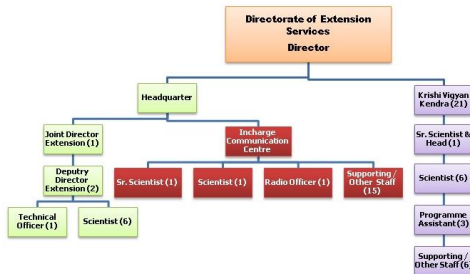 Directorate of Extension
Services
Director
Headquarter
Krishi Vigyan
Kendra (21)
Joint Director
Extension (1)
Incharge
Communication
Centre
Sr. Scientist &
Head (1)
Deputry
Director
Extension (2)
Sr. Scientist (1)
Scientist (1)
Radio Officer (1)
Supporting /
Other Staff
(15)
Scientist (6)
Technical
Officer (1)
Scientist (6)
Programme
Assistant (3)
Supporting /
Other Staff (6)